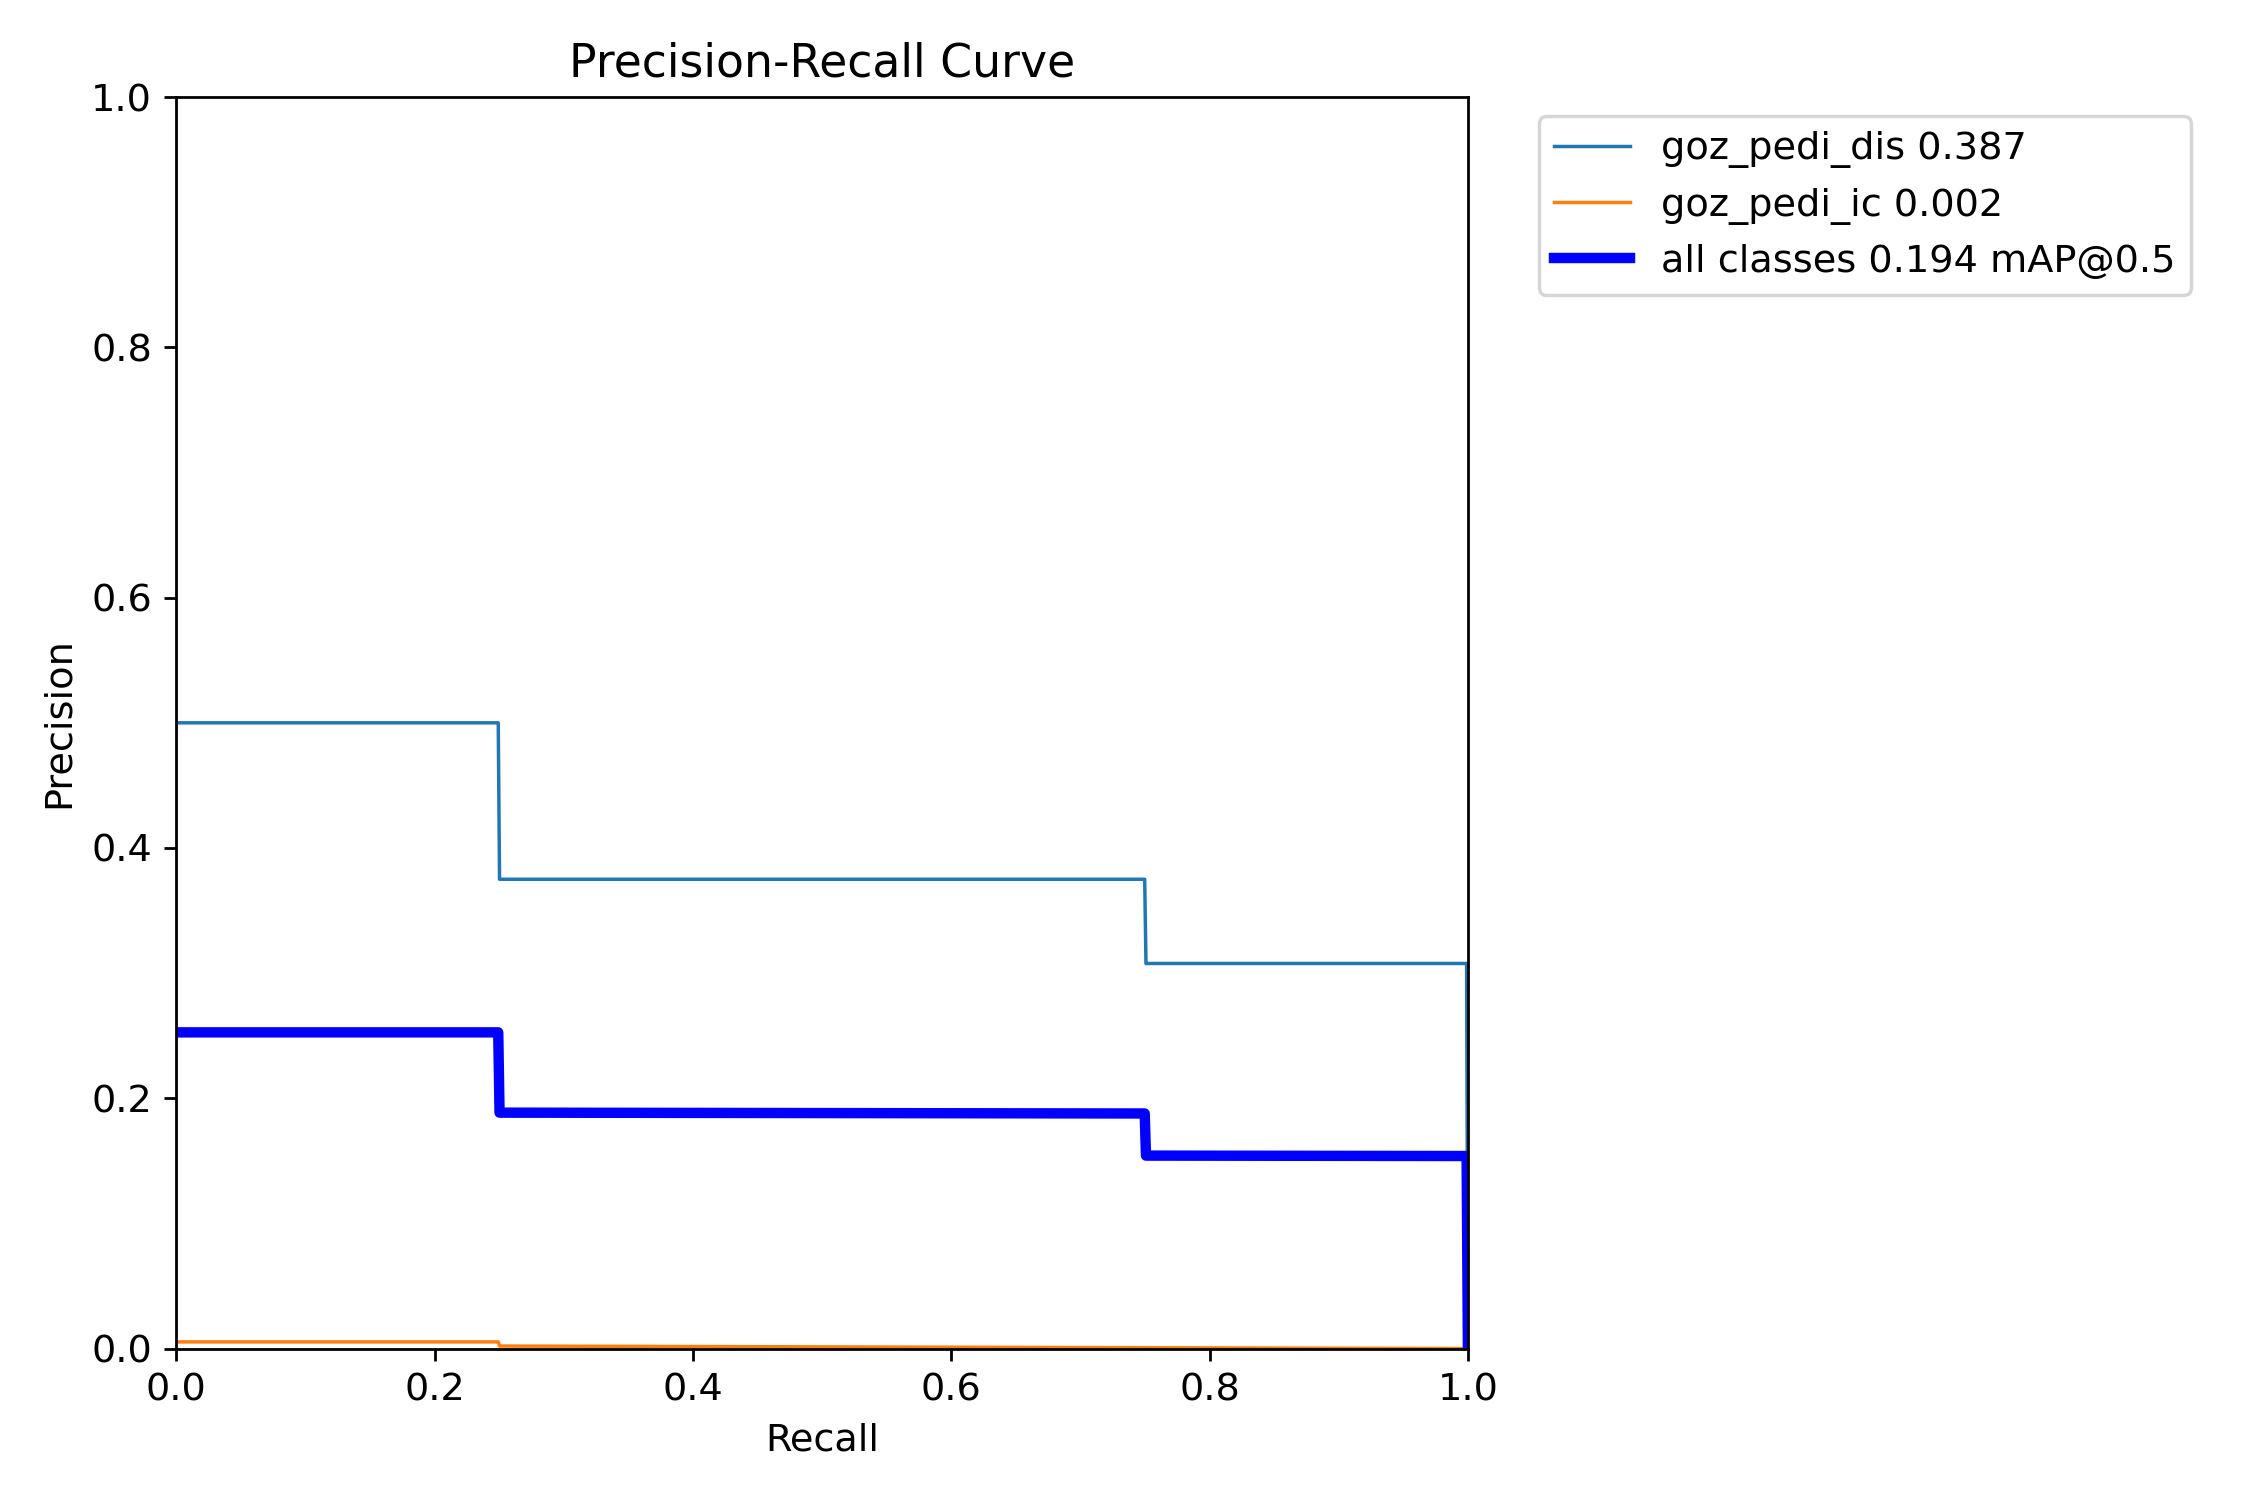 Precision-Recall Curve
1.0
0.8
0.6
0.4
0.2
0.0
Precision
0.0 0.2 0.4 0.6 0.8 1.0
Recall
goz_pedi_dis 0.387
goz_pedi_ic 0.002
all classes 0.194 mAP@0.5